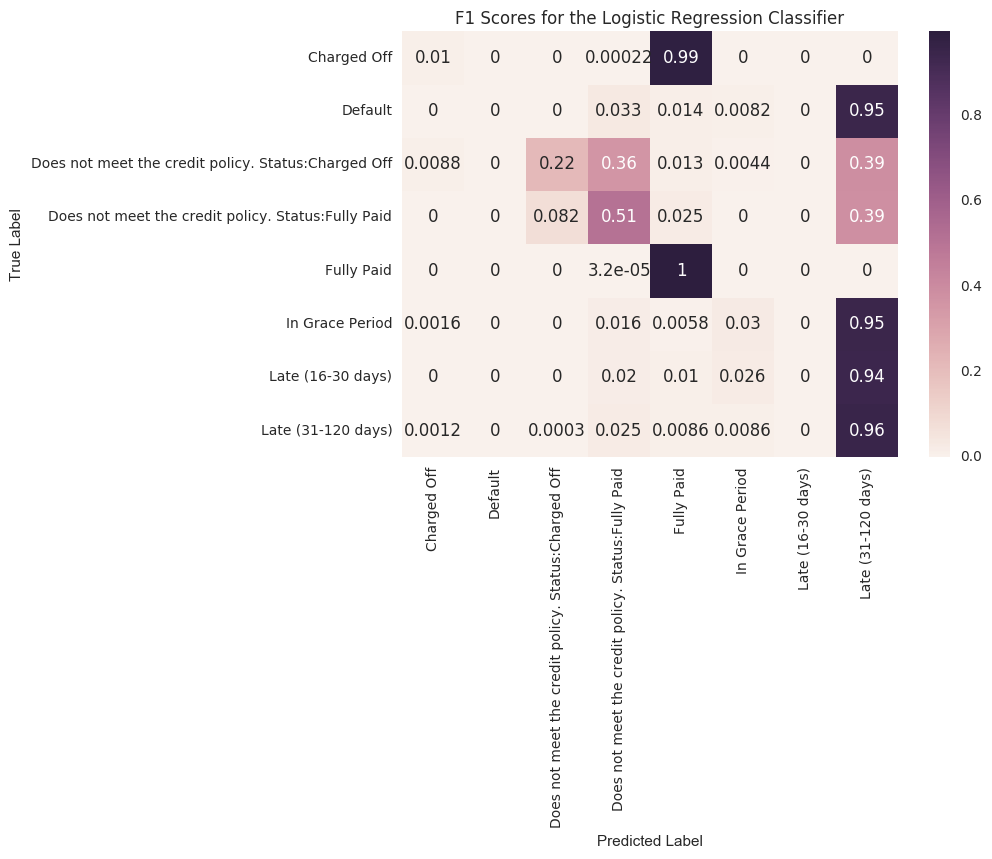 F1 Scores for the Logistic Regression Classifier
True Label
Charged Off 0.01 0 0 0.00022 0.99 0 0 0
Default 0 0 0 0.033 0.014 0.0082 0 0.95
Does not meet the credit policy. Status:Charged Off 0.0088 0 0.22 0.36 0.013 0.0044 0 0.39
Does not meet the credit policy. Status:Fully Paid 0 0 0.082 0.51 0.025 0 0 0.39
Fully Paid 0 0 0 3.2e-05 1 0 0 0
In Grace Period 0.0016 0 0 0.016 0.0058 0.03 0 0.95
Late (16-30 days) 0 0 0 0.02 0.01 0.026 0 0.94
Late (31-120 days) 0.0012 0 0.0003 0.025 0.0086 0.0086 0 0.96
0.8
0.6
0.4
0.2
0.0
Charged Off
Default
Does not meet the credit policy. Status:Charged Off
Does not meet the credit policy. Status:Fully Paid
Fully Paid
In Grace Period
Late (16-30 days)
Late (31-120 days)
Predicted Label